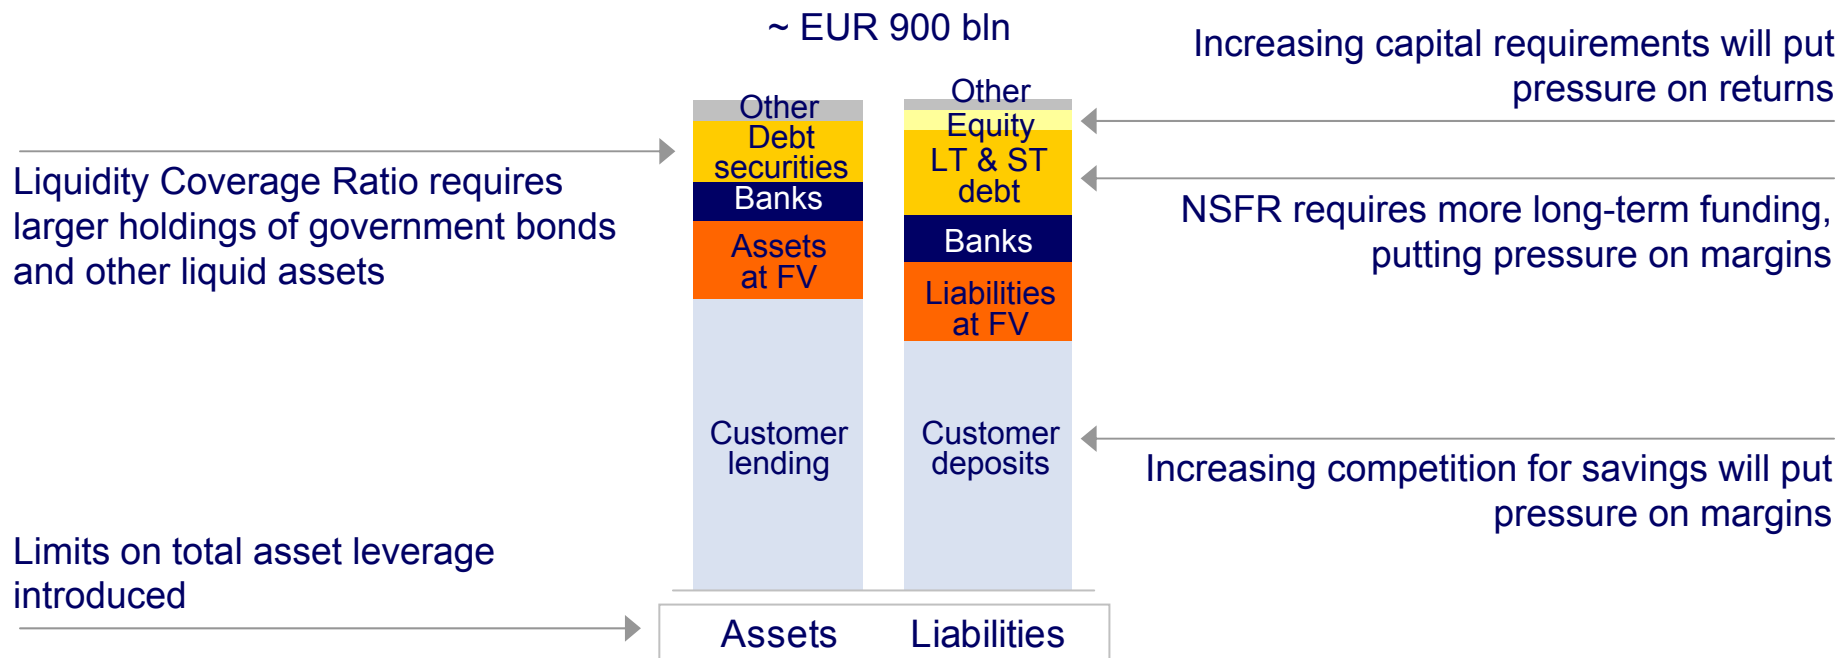 ~ EUR 900 bln
Liquidity Coverage Ratio requires
larger holdings of government bonds
and other liquid assets
Limits on total asset leverage
introduced
Other
Debt
securities
Banks
Assets
at FV
Customer
lending
Assets
Other
Equity
LT & ST
debt
Banks
Liabilities
at FV
Customer
deposits
Liabilities
Increasing capital requirements will put
pressure on returns
NSFR requires more long-term funding,
putting pressure on margins
Increasing competition for savings will put
pressure on margins